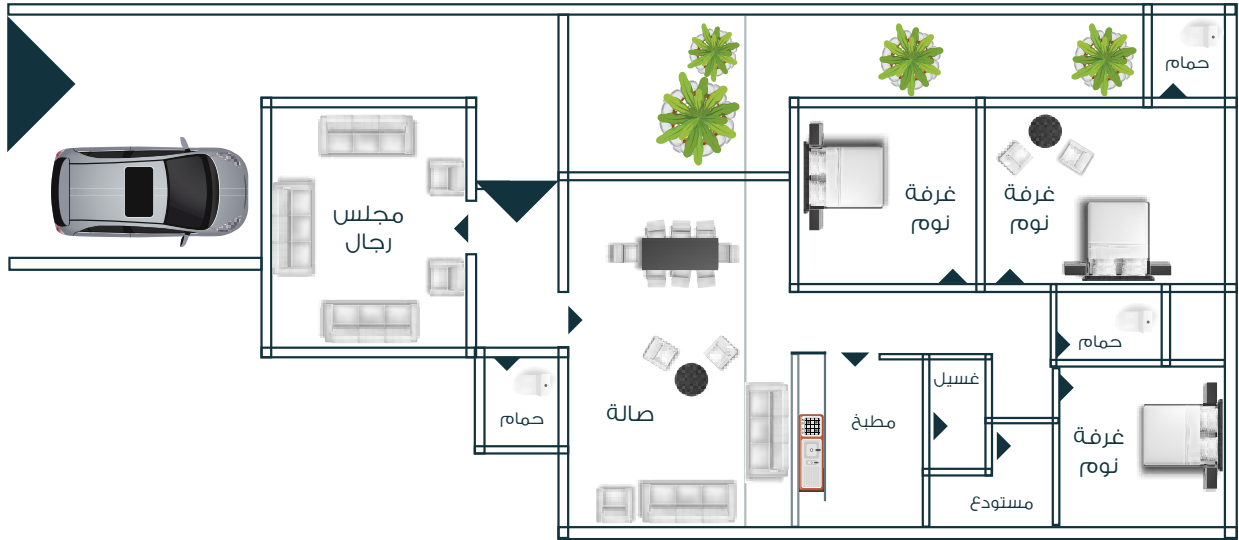 حمام
غرفة
نوم
غرفة
نوم
مجلس
رجال
حمام
غسيل
صالة
مطبخ
حمام
غرفة
نوم
مستودع